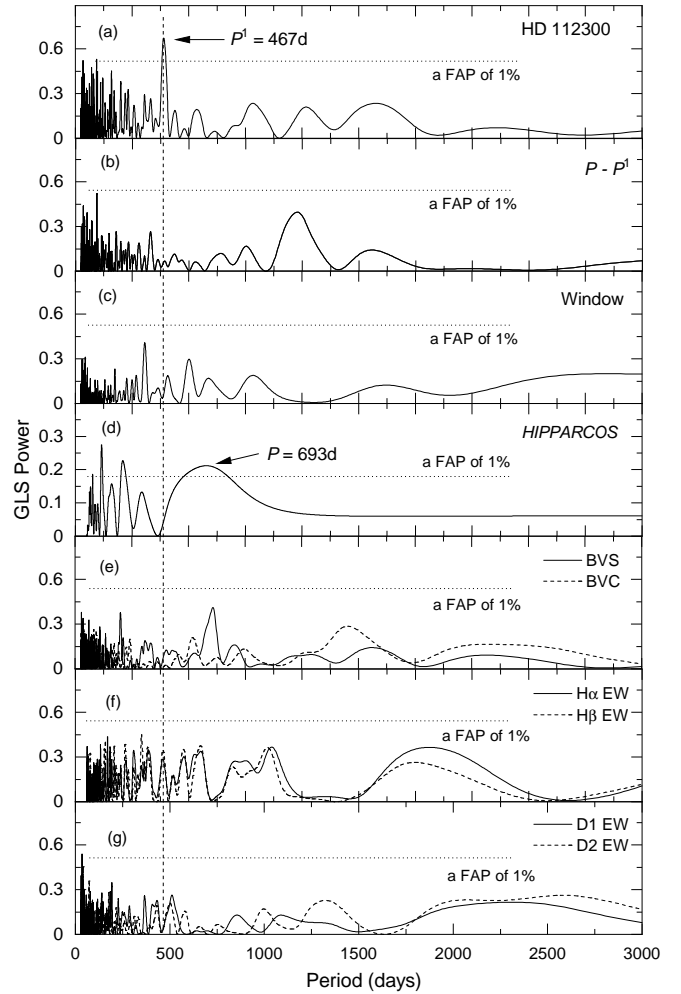 (a)
P¹ = 467d
HD 112300
a FAP of 1%
0.6
0.3
0
(b)
P - P¹
a FAP of 1%
0.6
0.3
0
(c)
Window
a FAP of 1%
0.6
0.3
0
(d)
HIPPARCOS
P = 693d
a FAP of 1%
0.3
0.2
0.1
0
GLS Power
(e)
BVS
BVC
a FAP of 1%
0.6
0.3
0
(f)
Hα EW
Hβ EW
a FAP of 1%
0.6
0.3
0
(g)
D1 EW
D2 EW
a FAP of 1%
0.6
0.3
0
0 500 1000 1500 2000 2500 3000
Period (days)